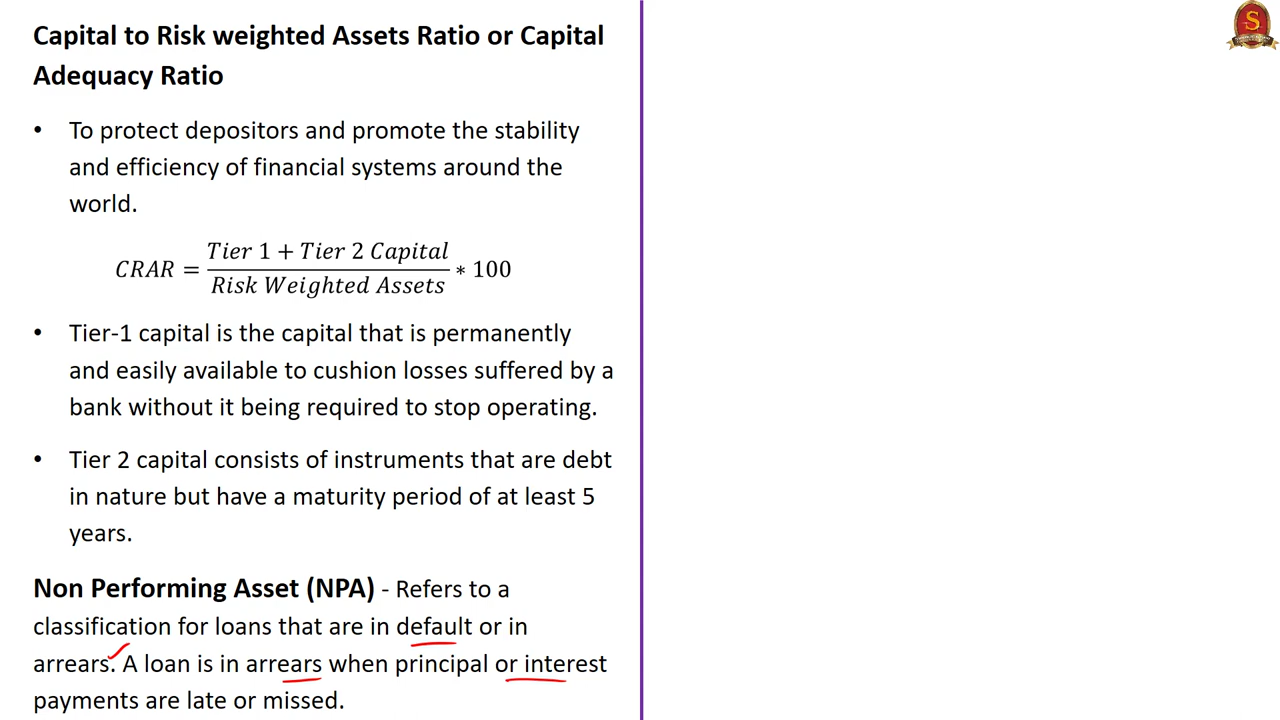 Capital to Risk weighted Assets Ratio or Capital
Adequacy Ratio
• To protect depositors and promote the stability
and efficiency of financial systems around the
world.
CRAR = (Tier 1 + Tier 2 Capital / Risk Weighted Assets) * 100
• Tier-1 capital is the capital that is permanently
and easily available to cushion losses suffered by a
bank without it being required to stop operating.
• Tier 2 capital consists of instruments that are debt
in nature but have a maturity period of at least 5
years.
Non Performing Asset (NPA) - Refers to a
classification for loans that are in default or in
arrears. A loan is in arrears when principal or interest
payments are late or missed.
S